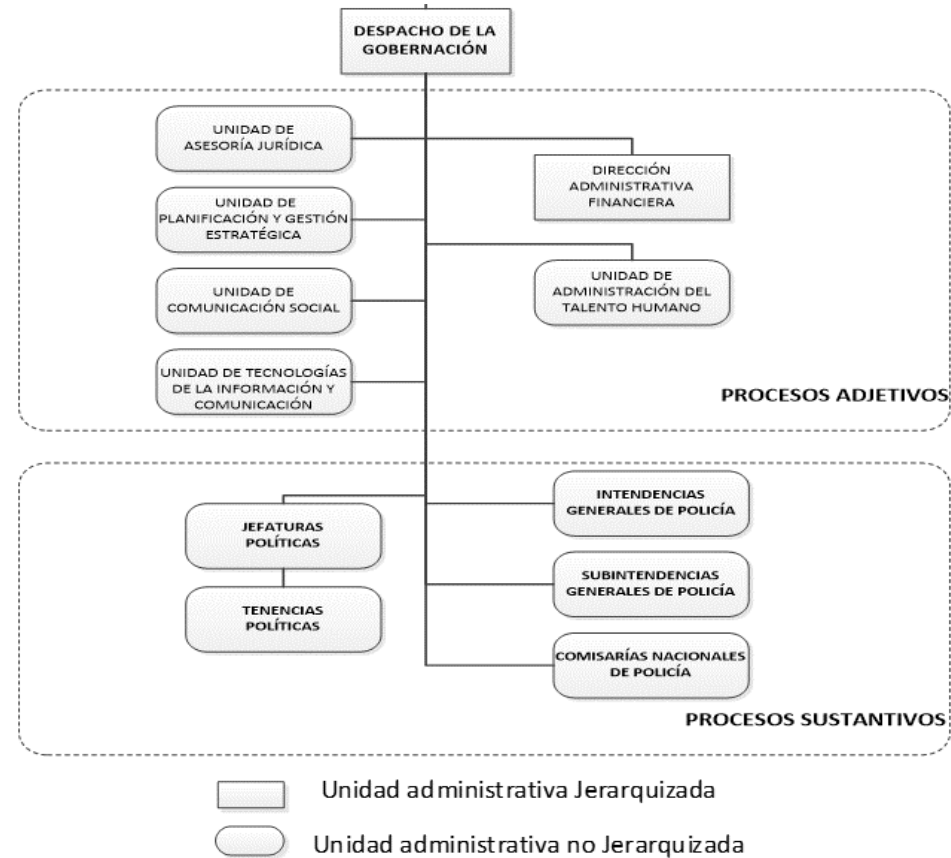 DESPACHO DE LA
GOBERNACIÓN
UNIDAD DE
ASESORÍA JURÍDICA
UNIDAD DE
PLANIFICACIÓN Y GESTIÓN
ESTRATÉGICA
UNIDAD DE
COMUNICACIÓN SOCIAL
UNIDAD DE TECNOLOGÍAS
DE LA INFORMACIÓN Y
COMUNICACIÓN
DIRECCIÓN
ADMINISTRATIVA
FINANCIERA
UNIDAD DE
ADMINISTRACIÓN DEL
TALENTO HUMANO
PROCESOS ADJETIVOS
JEFATURAS
POLÍTICAS
TENENCIAS
POLÍTICAS
INTENDENCIAS
GENERALES DE POLICÍA
SUBINTENDENCIAS
GENERALES DE POLICÍA
COMISARÍAS NACIONALES
DE POLICÍA
PROCESOS SUSTANTIVOS
Unidad administrativa Jerarquizada
Unidad administrativa no Jerarquizada